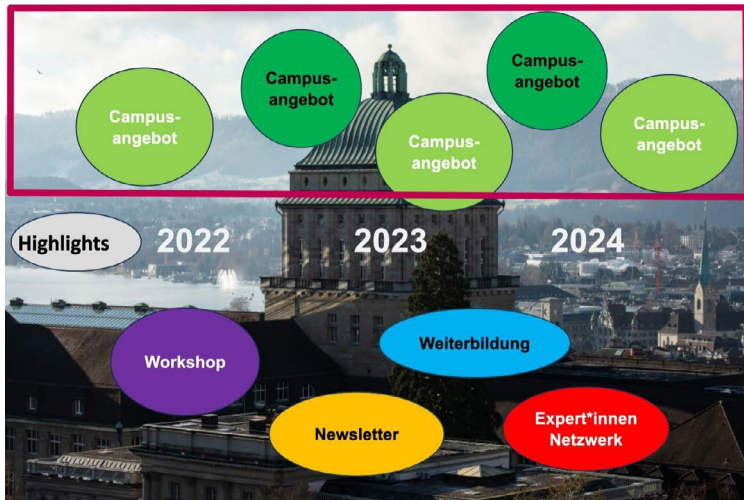 Campus-
angebot
Campus-
angebot
Campus-
angebot
Campus-
angebot
Campus-
angebot
Highlights
2022
2023
2024
Workshop
Weiterbildung
Newsletter
Expert*innen
Netzwerk